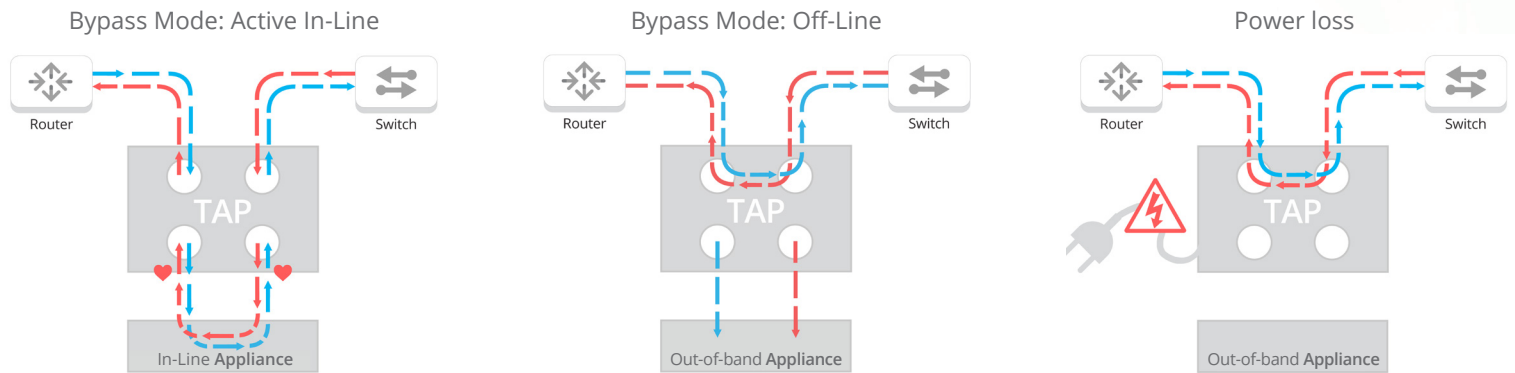 Bypass Mode: Active In-Line
Router
Switch
TAP
In-Line Appliance
Bypass Mode: Off-Line
Router
Switch
TAP
Out-of-band Appliance
Power loss
Router
Switch
TAP
Out-of-band Appliance